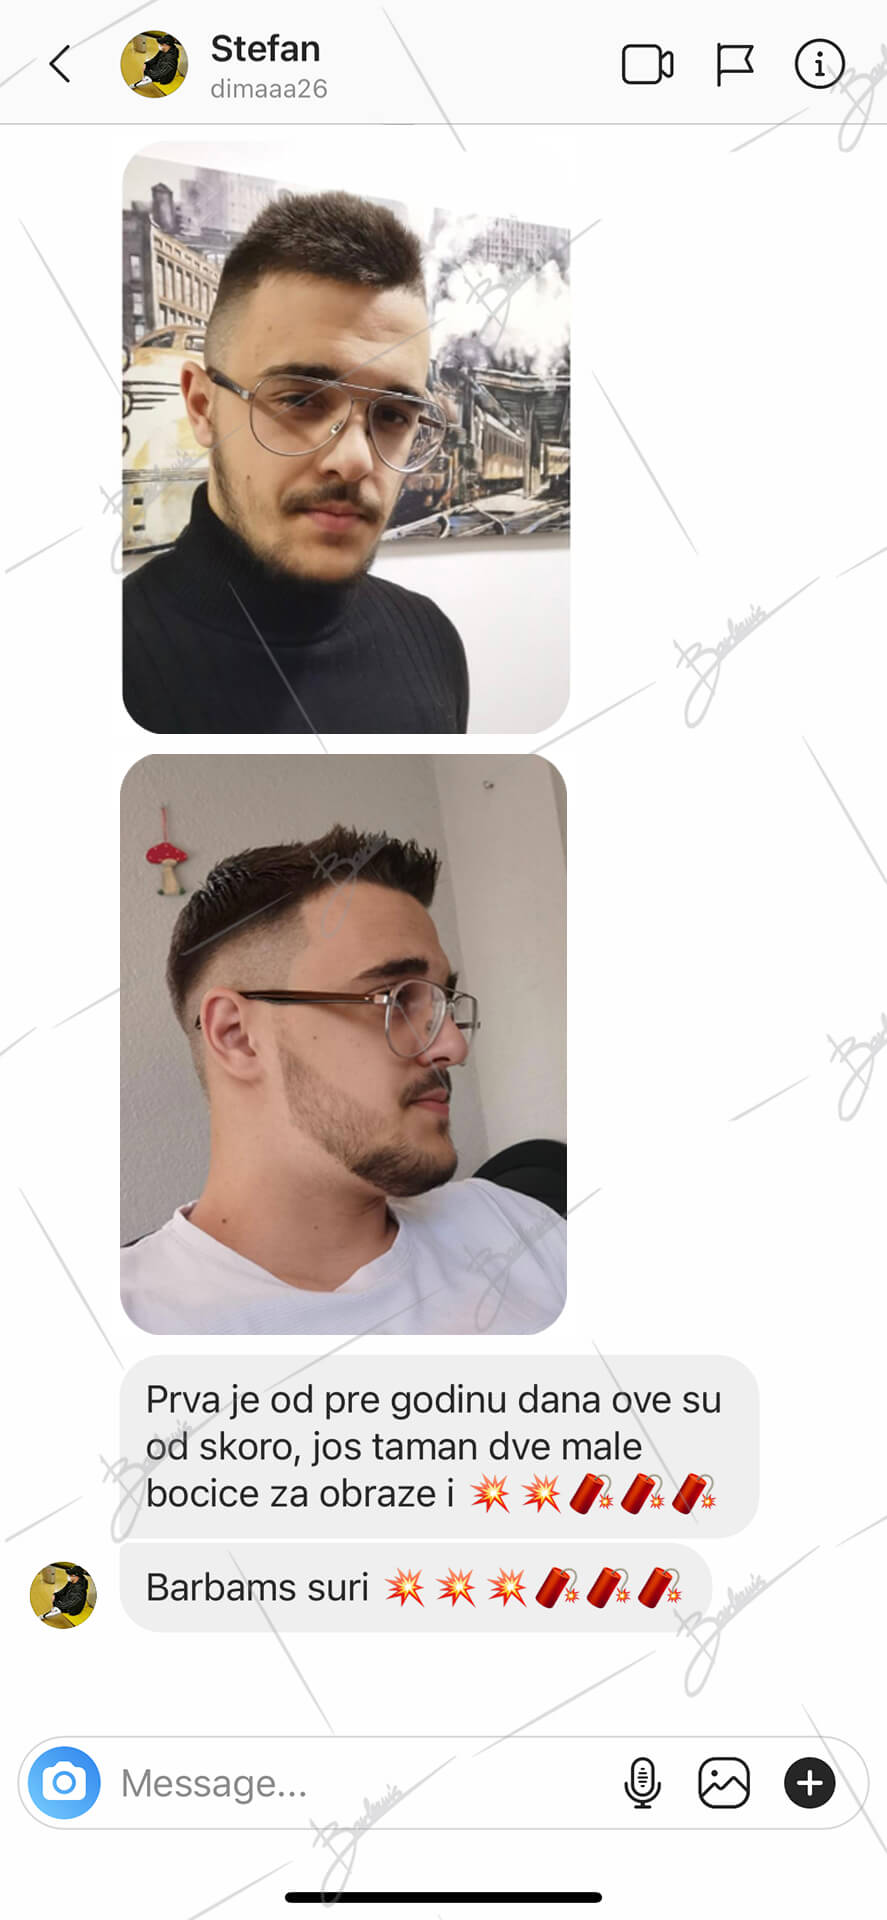 Stefan
dimaaa26
Prva je od pre godinu dana ove su
od skoro, jos taman dve male
bocice za obraze i 💥 💥🧨🧨🧨
Barbams suri 💥 💥 💥🧨🧨🧨
Message...